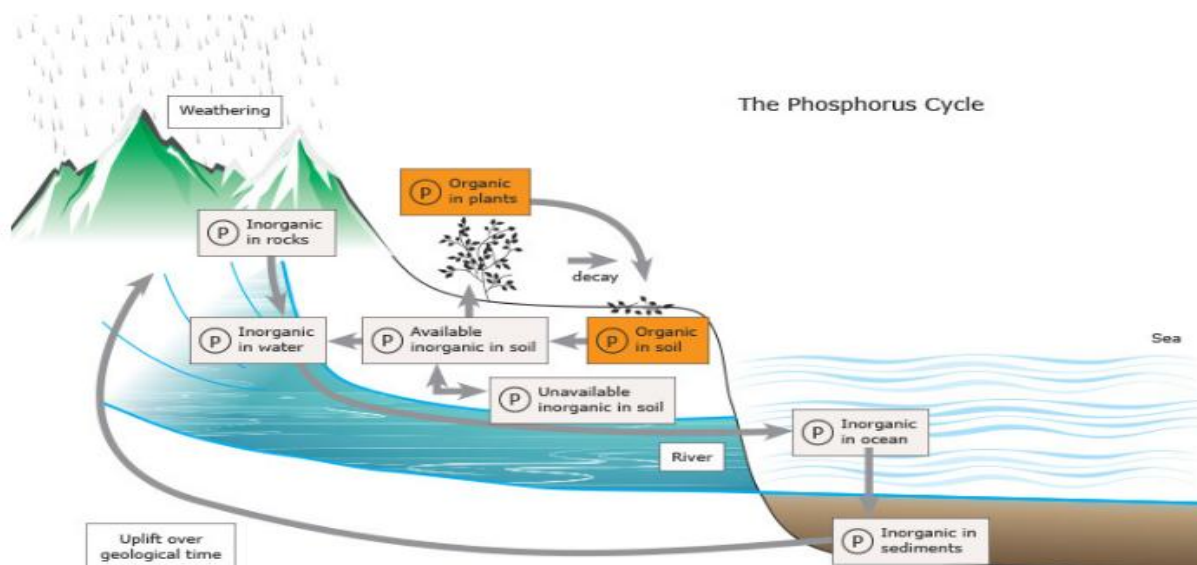 The Phosphorus Cycle
Weathering
P Organic
in plants
P Inorganic
in rocks
decay
P Inorganic
in water
P Available
inorganic in soil
P Organic
in soil
Sea
P Unavailable
inorganic in soil
P Inorganic
in ocean
River
Uplift over
geological time
P Inorganic in
sediments